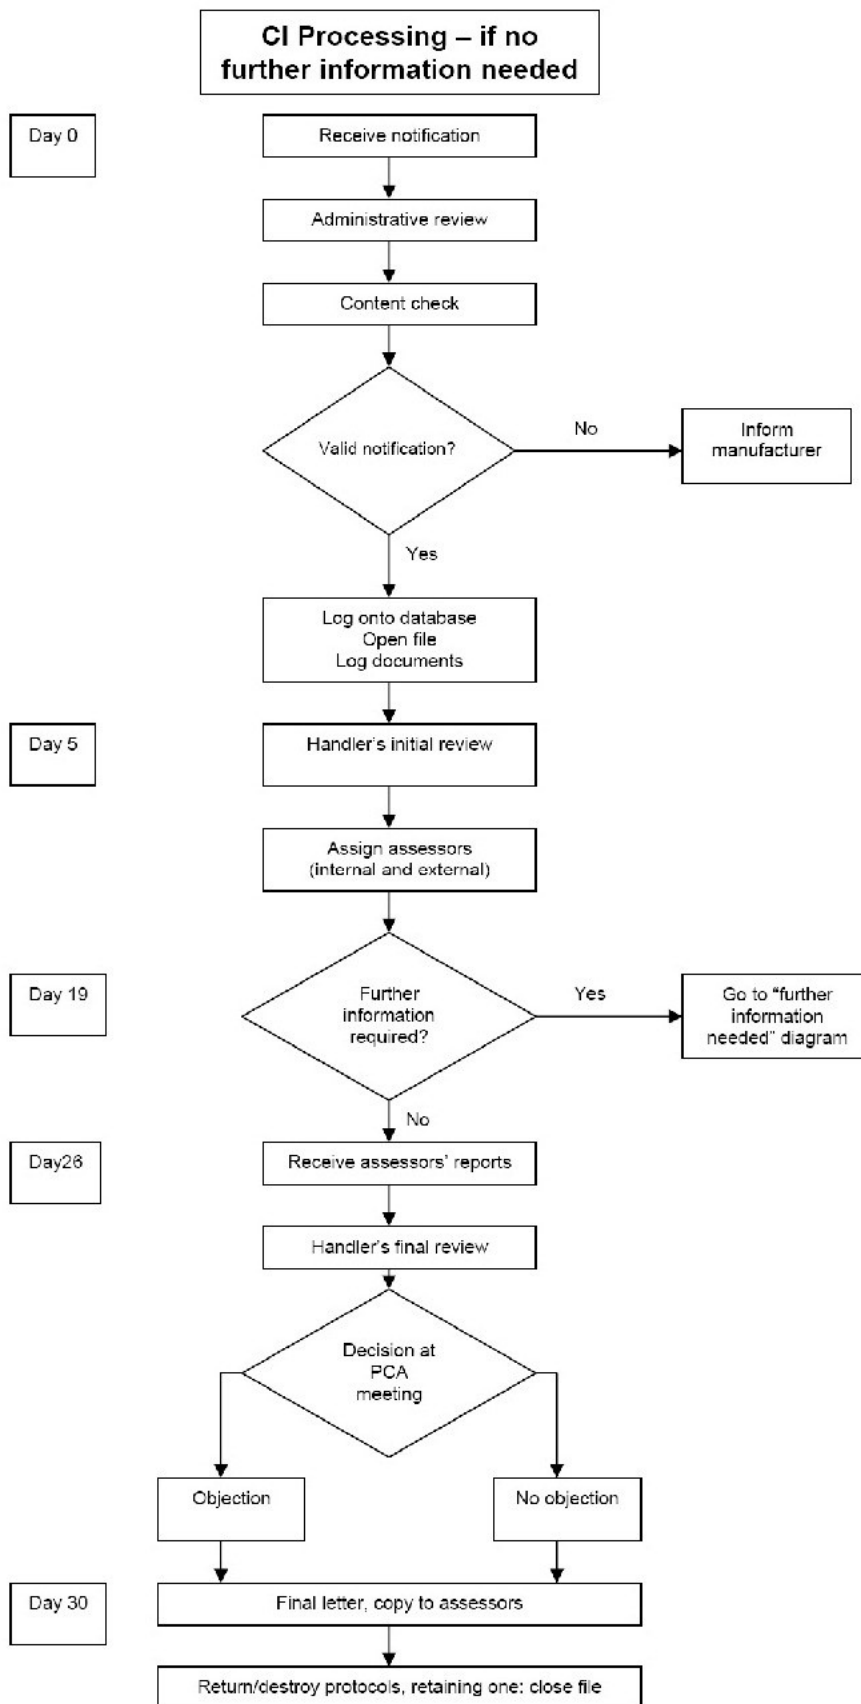 CI Processing – if no
further information needed
Day 0
Receive notification
Administrative review
Content check
Valid notification?
No
Inform
manufacturer
Yes
Log onto database
Open file
Log documents
Day 5
Handler's initial review
Assign assessors
(internal and external)
Day 19
Further
information
required?
Yes
Go to “further
information
needed” diagram
No
Day26
Receive assessors’ reports
Handler’s final review
Decision at
PCA
meeting
Objection
No objection
Day 30
Final letter, copy to assessors
Return/destroy protocols, retaining one: close file